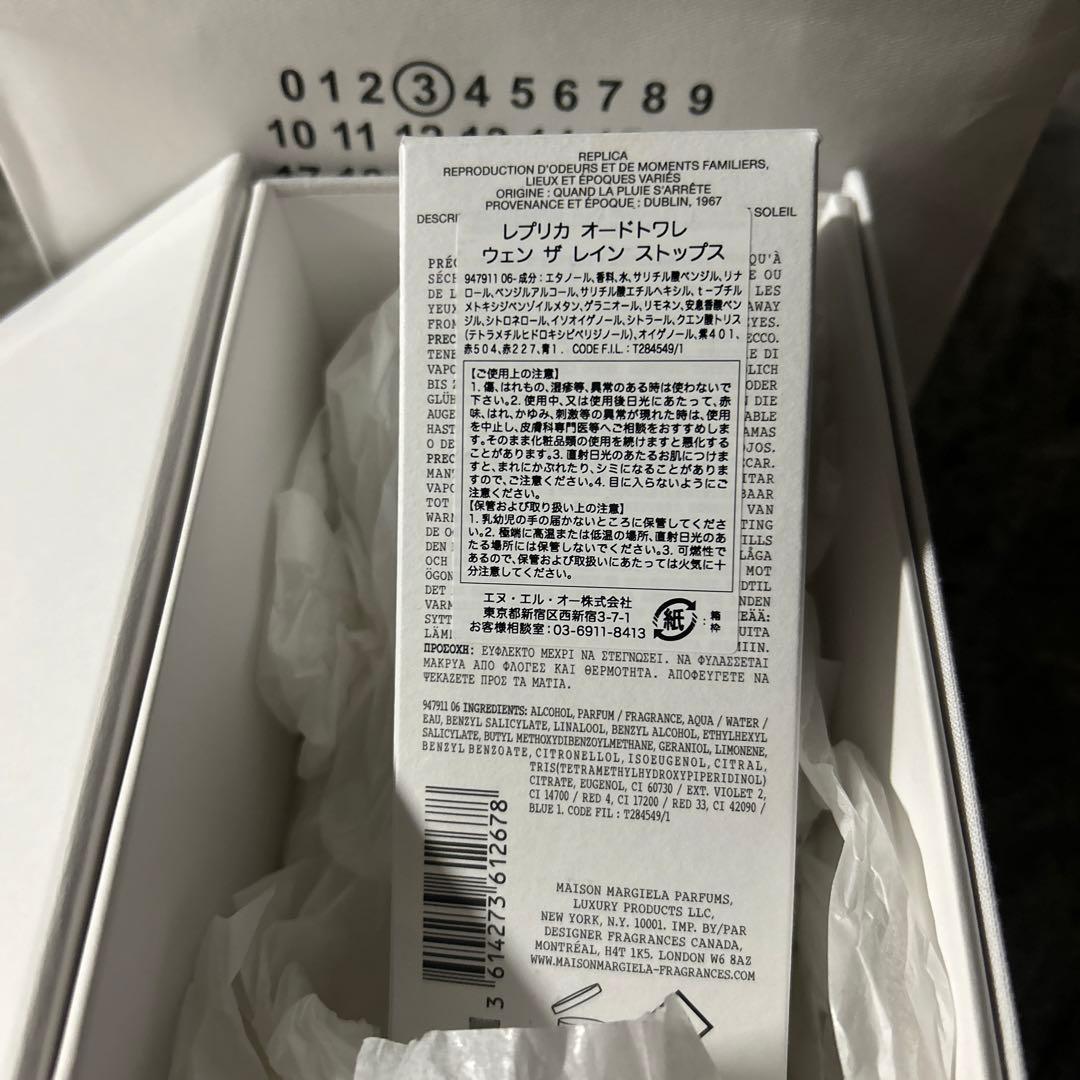 0 1 2 3 4 5 6 7 8 9
10 11 12 13
REPLICA
REPRODUCTION D'ODEURS ET DE MOMENTS FAMILIERS,
LIEUX ET ÉPOQUES VARIÉS
ORIGINE : QUAND LA PLUIE S'ARRÊTE
PROVENANCE ET ÉPOQUE : DUBLIN, 1967
SOLEIL
レプリカ オードトワレ
ウェン ザ レイン ストップス
947911 06-成分：エタノール、香料、水、サリチル酸ベンジル、リナ
ロール、ベンジルアルコール、サリチル酸エチルヘキシル、t-ブチル
メトキシジベンゾイルメタン、ゲラニオール、リモネン、安息香酸ベン
ジル、シトロネロール、イソオイゲノール、シトラール、クエン酸トリス
(テトラメチルヒドロキシピペリジノール)、オイゲノール、紫401、
赤504、赤227、青1. CODE F.I.L. : T284549/1
【ご使用上の注意】
1. 傷、はれもの、湿疹等、異常のある時は使わないで
下さい。2. 使用中、又は使用後日光にあたって、赤
味、はれ、かゆみ、刺激等の異常が現れた時は、使用
を中止し、皮膚科専門医等へご相談をおすすめしま
す。そのまま化粧品類の使用を続けますと悪化する
ことがあります。3. 直射日光のあたるお肌につけま
すと、まれにかぶれたり、シミになることがありま
すので、ご注意ください。4. 目に入らないようにご
注意ください。
【保管および取り扱い上の注意】
1. 乳幼児の手の届かないところに保管してくださ
い。2. 極端に高温または低温の場所、直射日光のあ
たる場所には保管しないでください。3. 可燃性で
あるので、保管および取扱いにあたっては火気に十
分注意してください。
エヌ・エル・オー株式会社
東京都新宿区西新宿3-7-1
お客様相談室：03-6911-8413
紙 : 箱
枠
ΠΡΟΣΟΧΗ: ΕΥΦΛΕΚΤΟ ΜΕΧΡΙ ΝΑ ΣΤΕΓΝΩΣΕΙ. ΝΑ ΦΥΛΑΣΣΕΤΑΙ
ΜΑΚΡΥΑ ΑΠΟ ΦΛΟΓΕΣ ΚΑΙ ΘΕΡΜΟΤΗΤΑ. ΑΠΟΦΕΥΓΕΤΕ ΝΑ
ΨΕΚΑΖΕΤΕ ΠΡΟΣ ΤΑ ΜΑΤΙΑ.
947911 06 INGREDIENTS: ALCOHOL, PARFUM / FRAGRANCE, AQUA / WATER /
EAU, BENZYL SALICYLATE, LINALOOL, BENZYL ALCOHOL, ETHYLHEXYL
SALICYLATE, BUTYL METHOXYDIBENZOYLMETHANE, GERANIOL, LIMONENE,
BENZYL BENZOATE, CITRONELLOL, ISOEUGENOL, CITRAL,
TRIS(TETRAMETHYLHYDROXYPIPERIDINOL)
CITRATE, EUGENOL, CI 60730 / EXT. VIOLET 2,
CI 14700 / RED 4, CI 17200 / RED 33, CI 42090 /
BLUE 1. CODE FIL : T284549/1
3 614273 612678
MAISON MARGIELA PARFUMS,
LUXURY PRODUCTS LLC,
NEW YORK, N.Y. 10001. IMP. BY/PAR
DESIGNER FRAGRANCES CANADA,
MONTRÉAL, H4T 1K5. LONDON W6 8AZ
WWW.MAISONMARGIELA-FRAGRANCES.COM